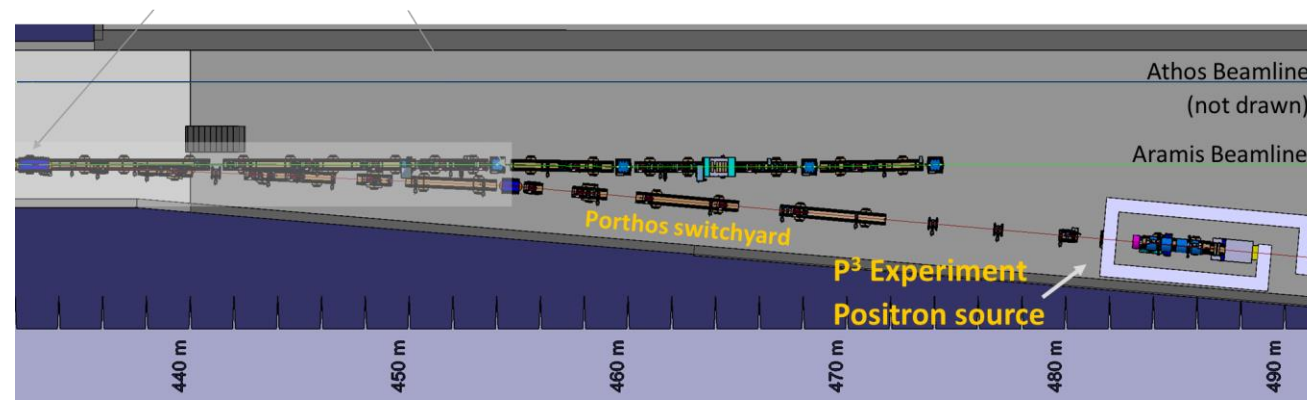 Athos Beamline
(not drawn)
Aramis Beamline
Porthos switchyard
P³ Experiment
Positron source
440 m
450 m
460 m
470 m
480 m
490 m